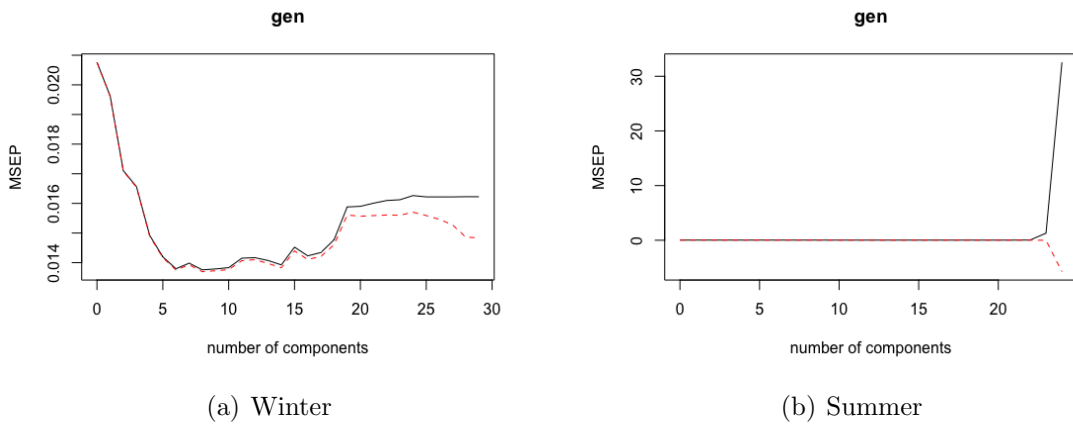 gen
MSEP
0.014 0.016 0.018 0.020
0 5 10 15 20 25 30
number of components
(a) Winter
gen
MSEP
0 10 20 30
0 5 10 15 20
number of components
(b) Summer